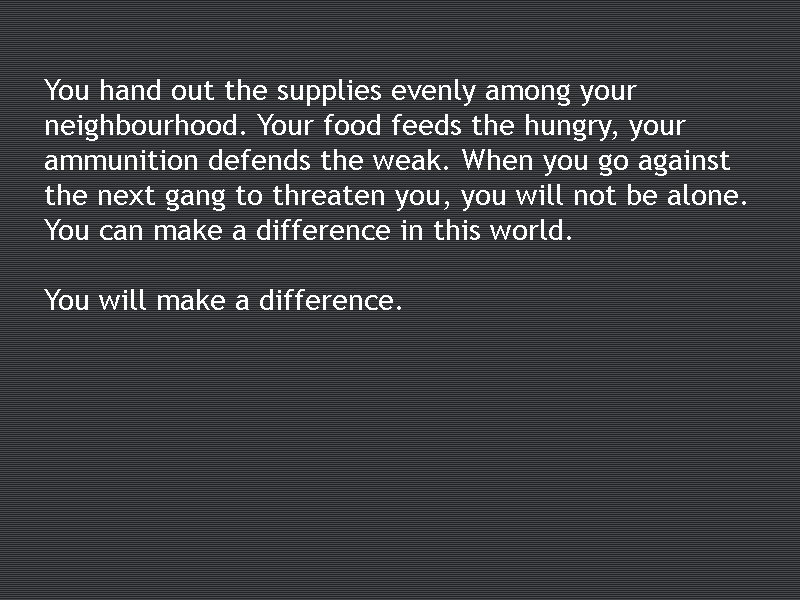 You hand out the supplies evenly among your
neighbourhood. Your food feeds the hungry, your
ammunition defends the weak. When you go against
the next gang to threaten you, you will not be alone.
You can make a difference in this world.

You will make a difference.